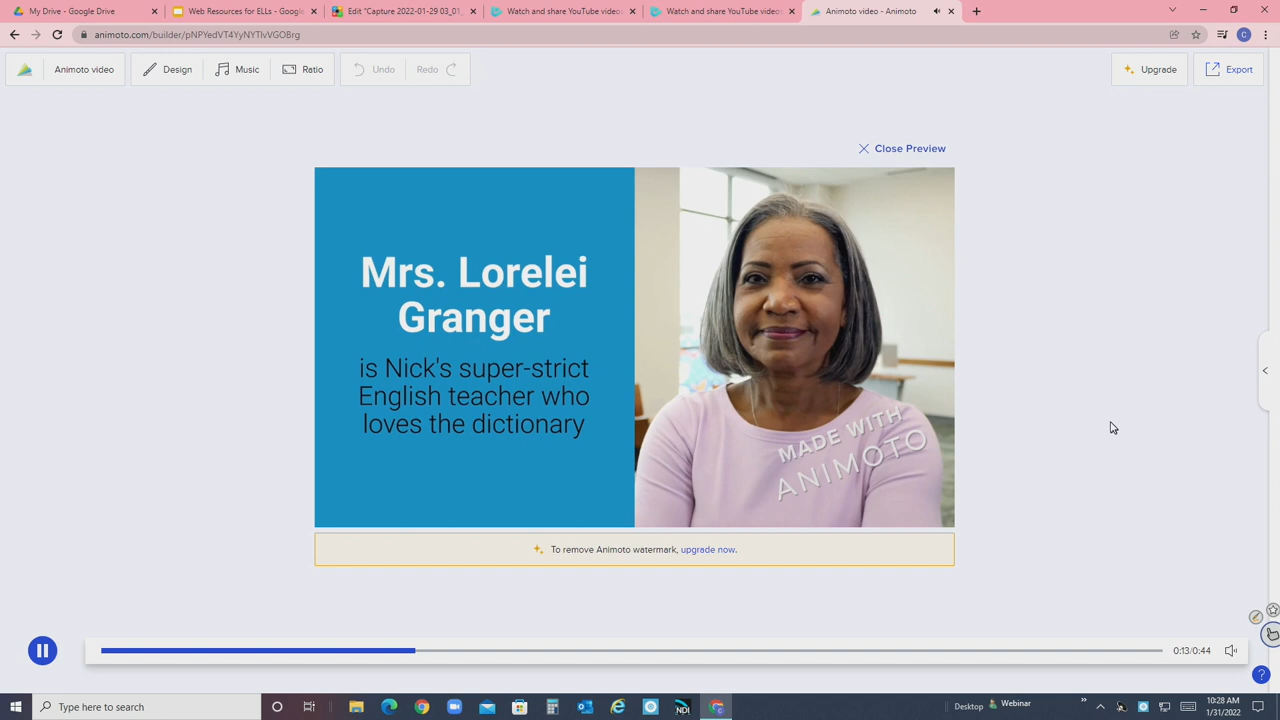 My Drive - Google Drive
Web Resources for ELLs - Google
Edit "Capture 2022-01-29 03_01_
Watch and share YouTube videos
Watch and share YouTube videos
Animoto video - Animoto
animoto.com/builder/pNPYedVT4YyNYTlvVGOBrg
C
Animoto video
Design
Music
Ratio
Undo
Redo
Upgrade
Export
Close Preview
Mrs. Lorelei
Granger
is Nick's super-strict
English teacher who
loves the dictionary
MADE WITH
ANIMOTO
To remove Animoto watermark, upgrade now.
0:13/0:44
?
Type here to search
NDI
Desktop
Webinar
10:28 AM
1/31/2022